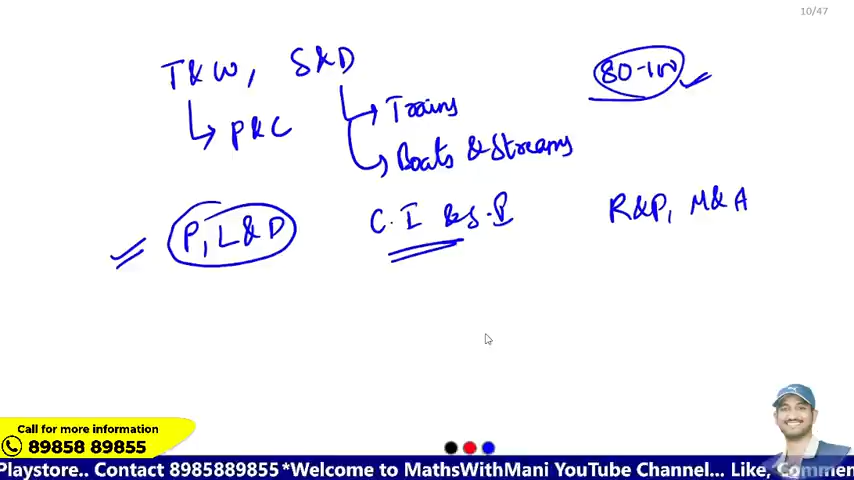 10/47
T&W, S&D
80-100
→ Trains
→ P&C
→ Boats & Streams
P, L&D
C.I & S.I
R&P, M&A
Call for more information
89858 89855
Playstore.. Contact 8985889855 *Welcome to MathsWithMani YouTube Channel... Like, Commen